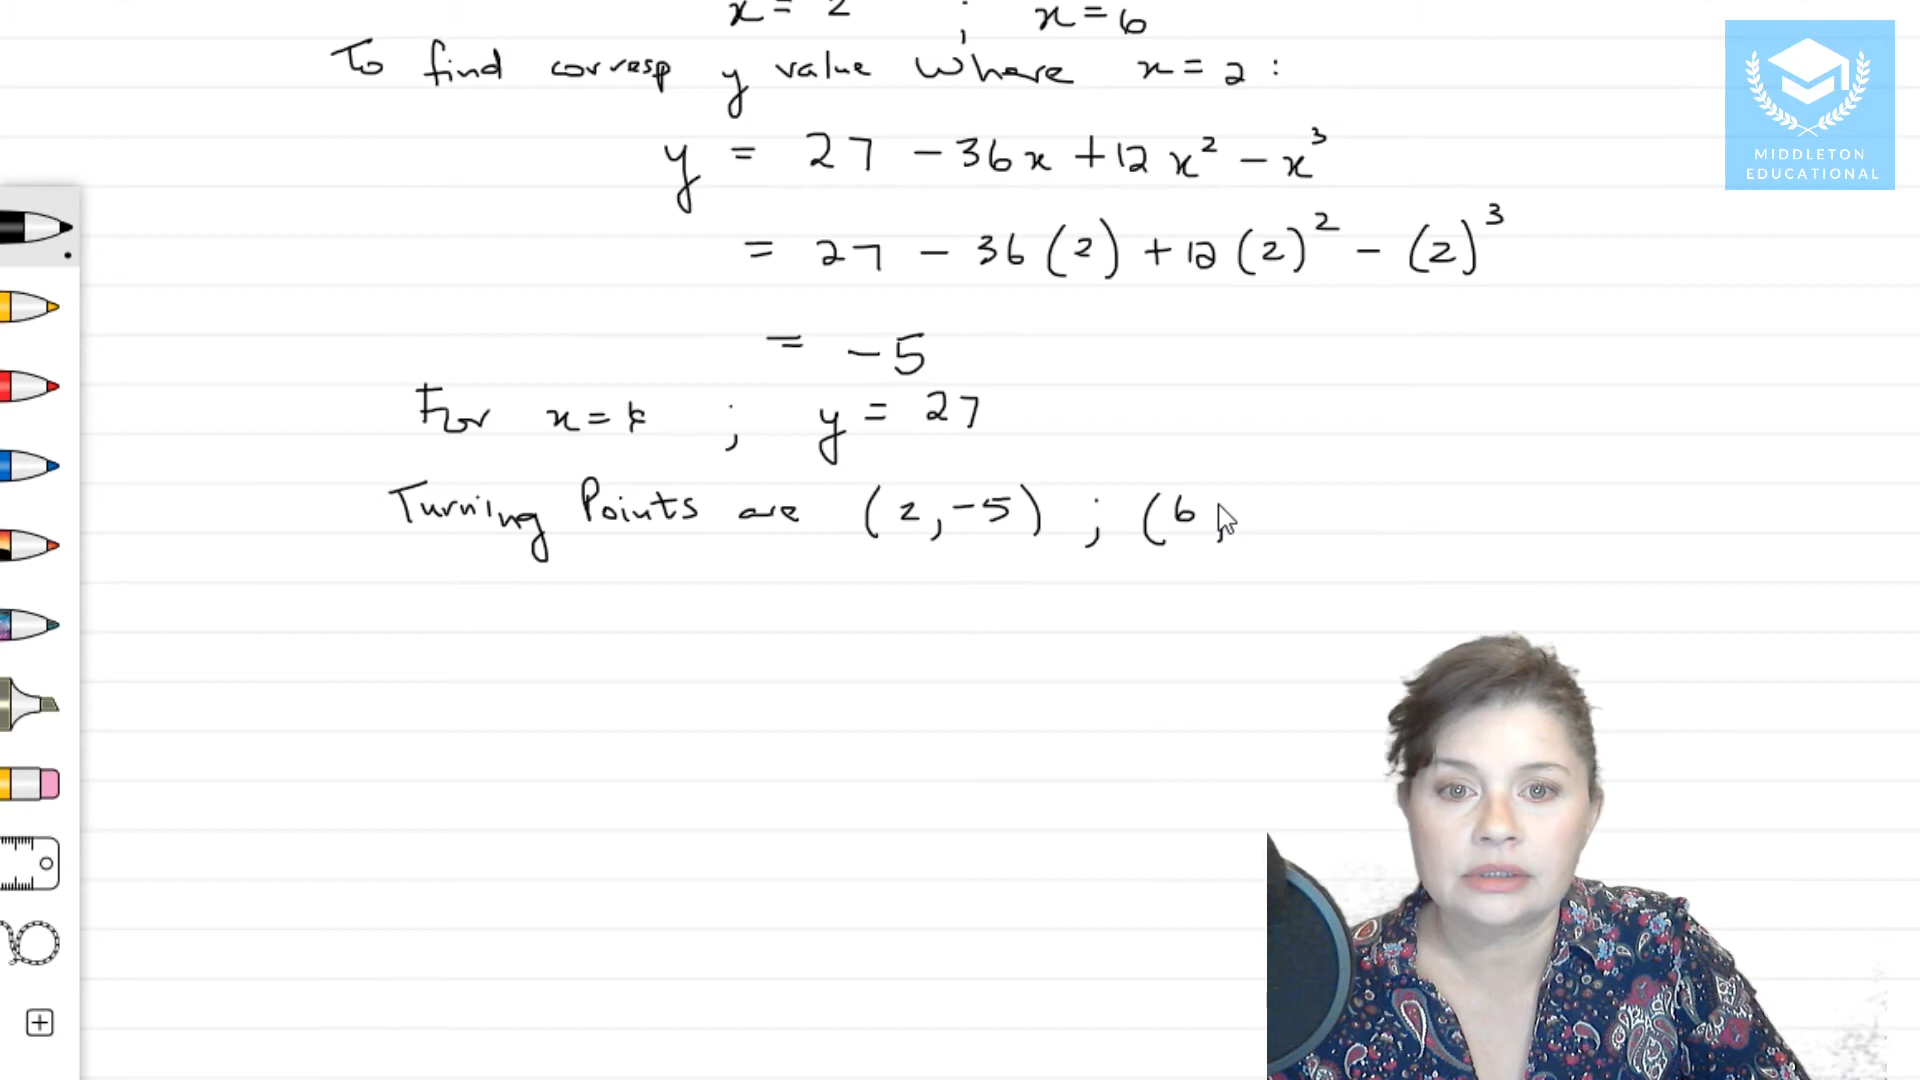 x = 2 ; x = 6
To find corresp y value where x = 2 :
y = 27 - 36x + 12x² - x³
= 27 - 36(2) + 12(2)² - (2)³
= -5
For x = ; y = 27
Turning Points are (2, -5) ; (6,
MIDDLETON
EDUCATIONAL